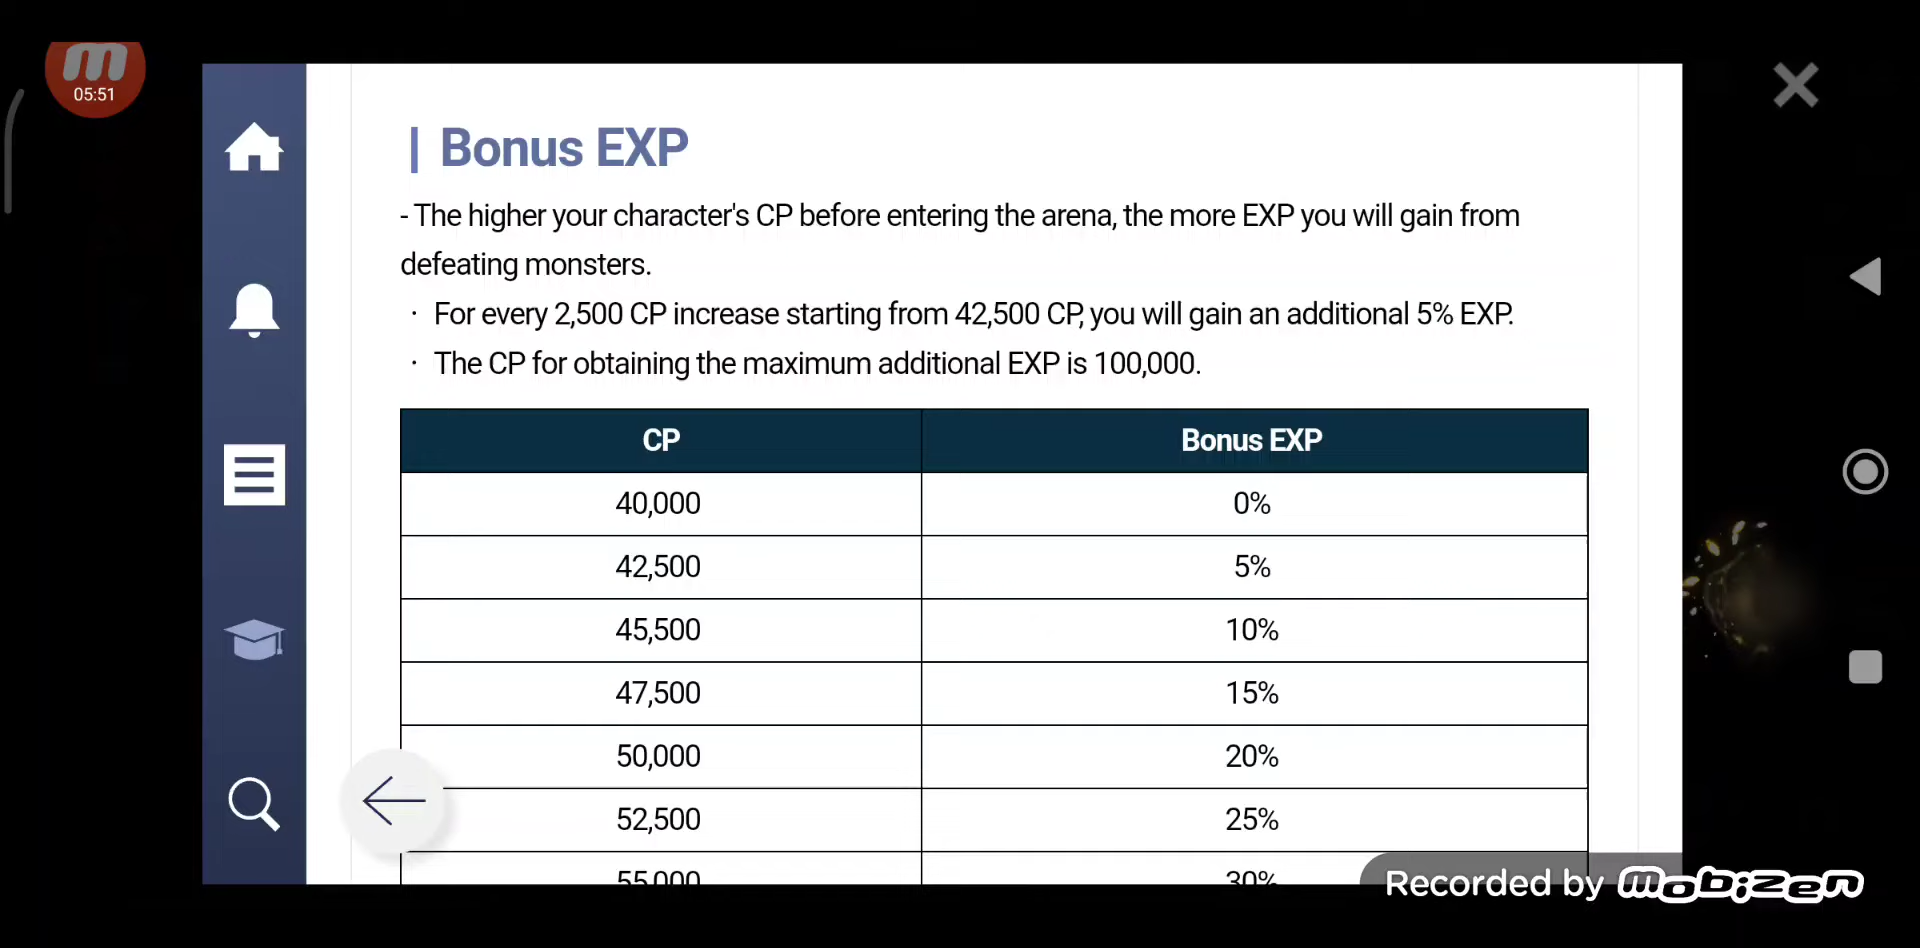 m
05:51
Bonus EXP
- The higher your character's CP before entering the arena, the more EXP you will gain from
defeating monsters.
· For every 2,500 CP increase starting from 42,500 CP, you will gain an additional 5% EXP.
· The CP for obtaining the maximum additional EXP is 100,000.
CP Bonus EXP
40,000 0%
42,500 5%
45,500 10%
47,500 15%
50,000 20%
52,500 25%
55,000 30%
Recorded by mobizen